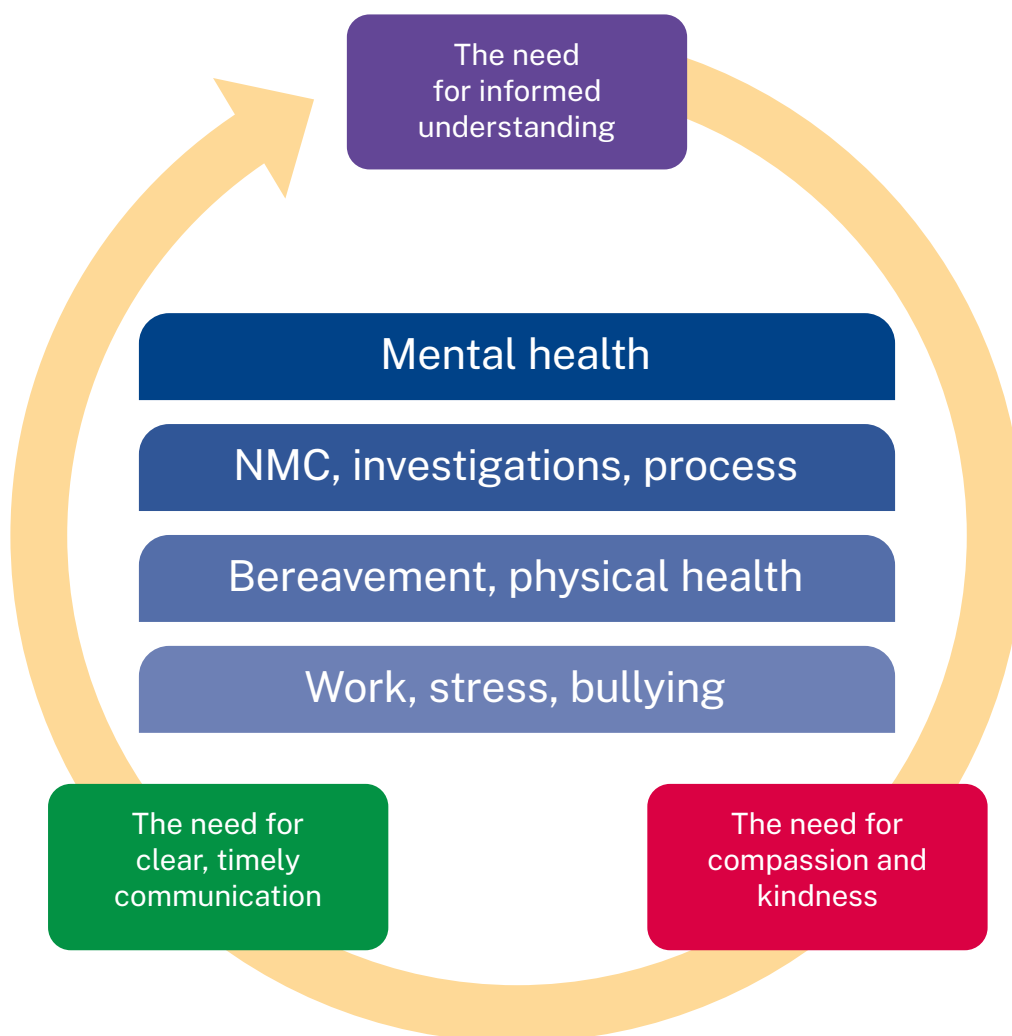 The need
for informed
understanding
Mental health
NMC, investigations, process
Bereavement, physical health
Work, stress, bullying
The need for
clear, timely
communication
The need for
compassion and
kindness